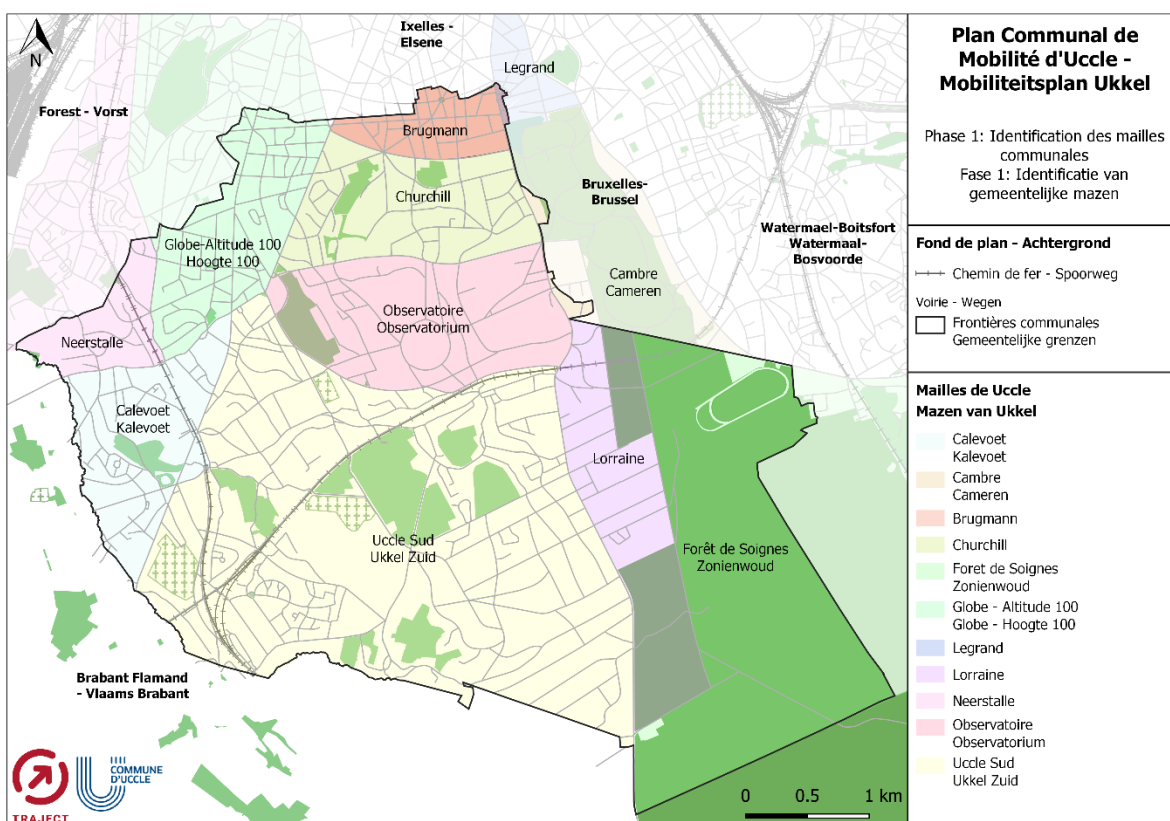 N
Ixelles -
Elsene
Legrand
Forest - Vorst
Brugmann
Churchill
Bruxelles-
Brussel
Watermael-Boitsfort
Watermaal-
Bosvoorde
Globe-Altitude 100
Hoogte 100
Cambre
Cameren
Observatoire
Observatorium
Neerstalle
Calevoet
Kalevoet
Lorraine
Uccle Sud
Ukkel Zuid
Forêt de Soignes
Zonienwoud
Brabant Flamand
- Vlaams Brabant
TRAJECT
COMMUNE
D'UCCLE
0 0.5 1 km
Plan Communal de
Mobilité d'Uccle -
Mobiliteitsplan Ukkel
Phase 1: Identification des mailles
communales
Fase 1: Identificatie van
gemeentelijke mazen
Fond de plan - Achtergrond
Chemin de fer - Spoorweg
Voirie - Wegen
Frontières communales
Gemeentelijke grenzen
Mailles de Uccle
Mazen van Ukkel
Calevoet
Kalevoet
Cambre
Cameren
Brugmann
Churchill
Foret de Soignes
Zonienwoud
Globe - Altitude 100
Globe - Hoogte 100
Legrand
Lorraine
Neerstalle
Observatoire
Observatorium
Uccle Sud
Ukkel Zuid